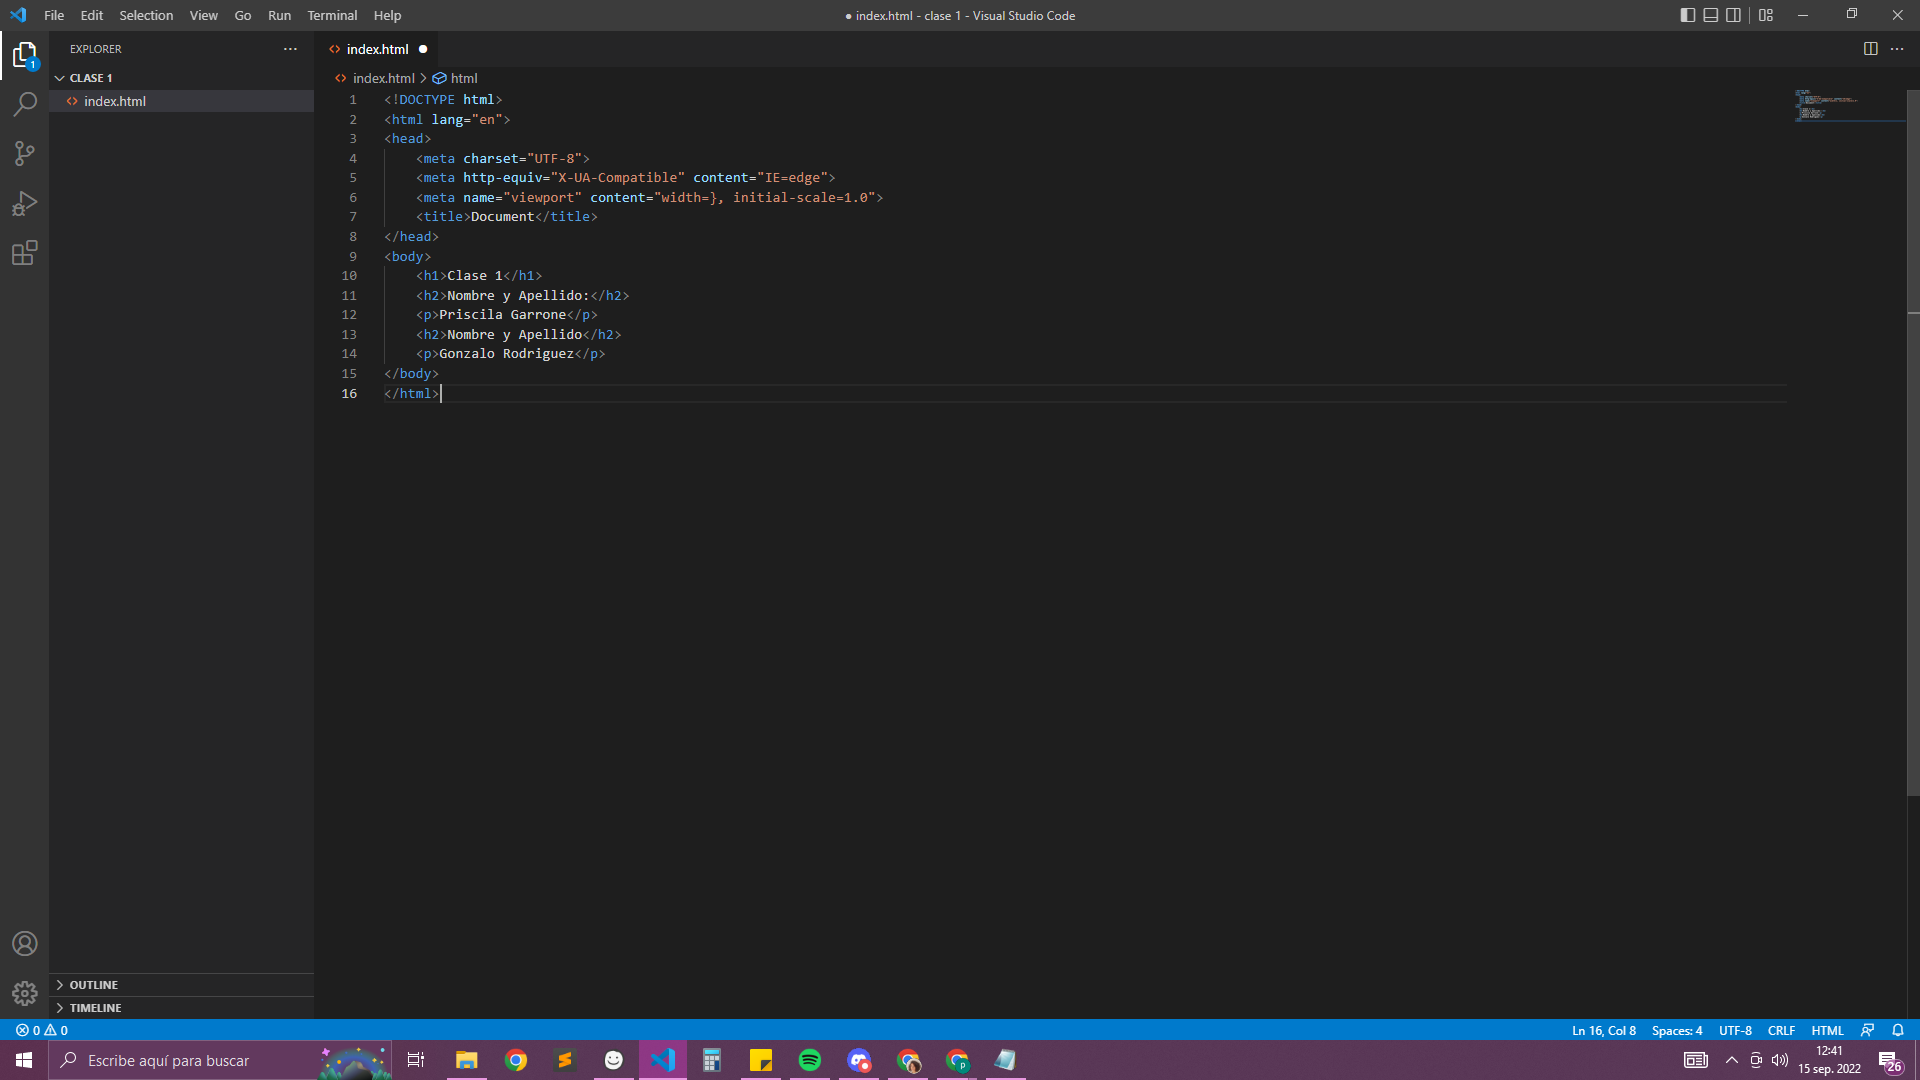 File Edit Selection View Go Run Terminal Help
● index.html - clase 1 - Visual Studio Code
EXPLORER
1
CLASE 1
index.html
index.html
index.html > html
1 <!DOCTYPE html>
2 <html lang="en">
3 <head>
4 <meta charset="UTF-8">
5 <meta http-equiv="X-UA-Compatible" content="IE=edge">
6 <meta name="viewport" content="width=}, initial-scale=1.0">
7 <title>Document</title>
8 </head>
9 <body>
10 <h1>Clase 1</h1>
11 <h2>Nombre y Apellido:</h2>
12 <p>Priscila Garrone</p>
13 <h2>Nombre y Apellido</h2>
14 <p>Gonzalo Rodriguez</p>
15 </body>
16 </html>
OUTLINE
TIMELINE
0 0
Ln 16, Col 8 Spaces: 4 UTF-8 CRLF HTML
Escribe aquí para buscar
12:41
15 sep. 2022
26